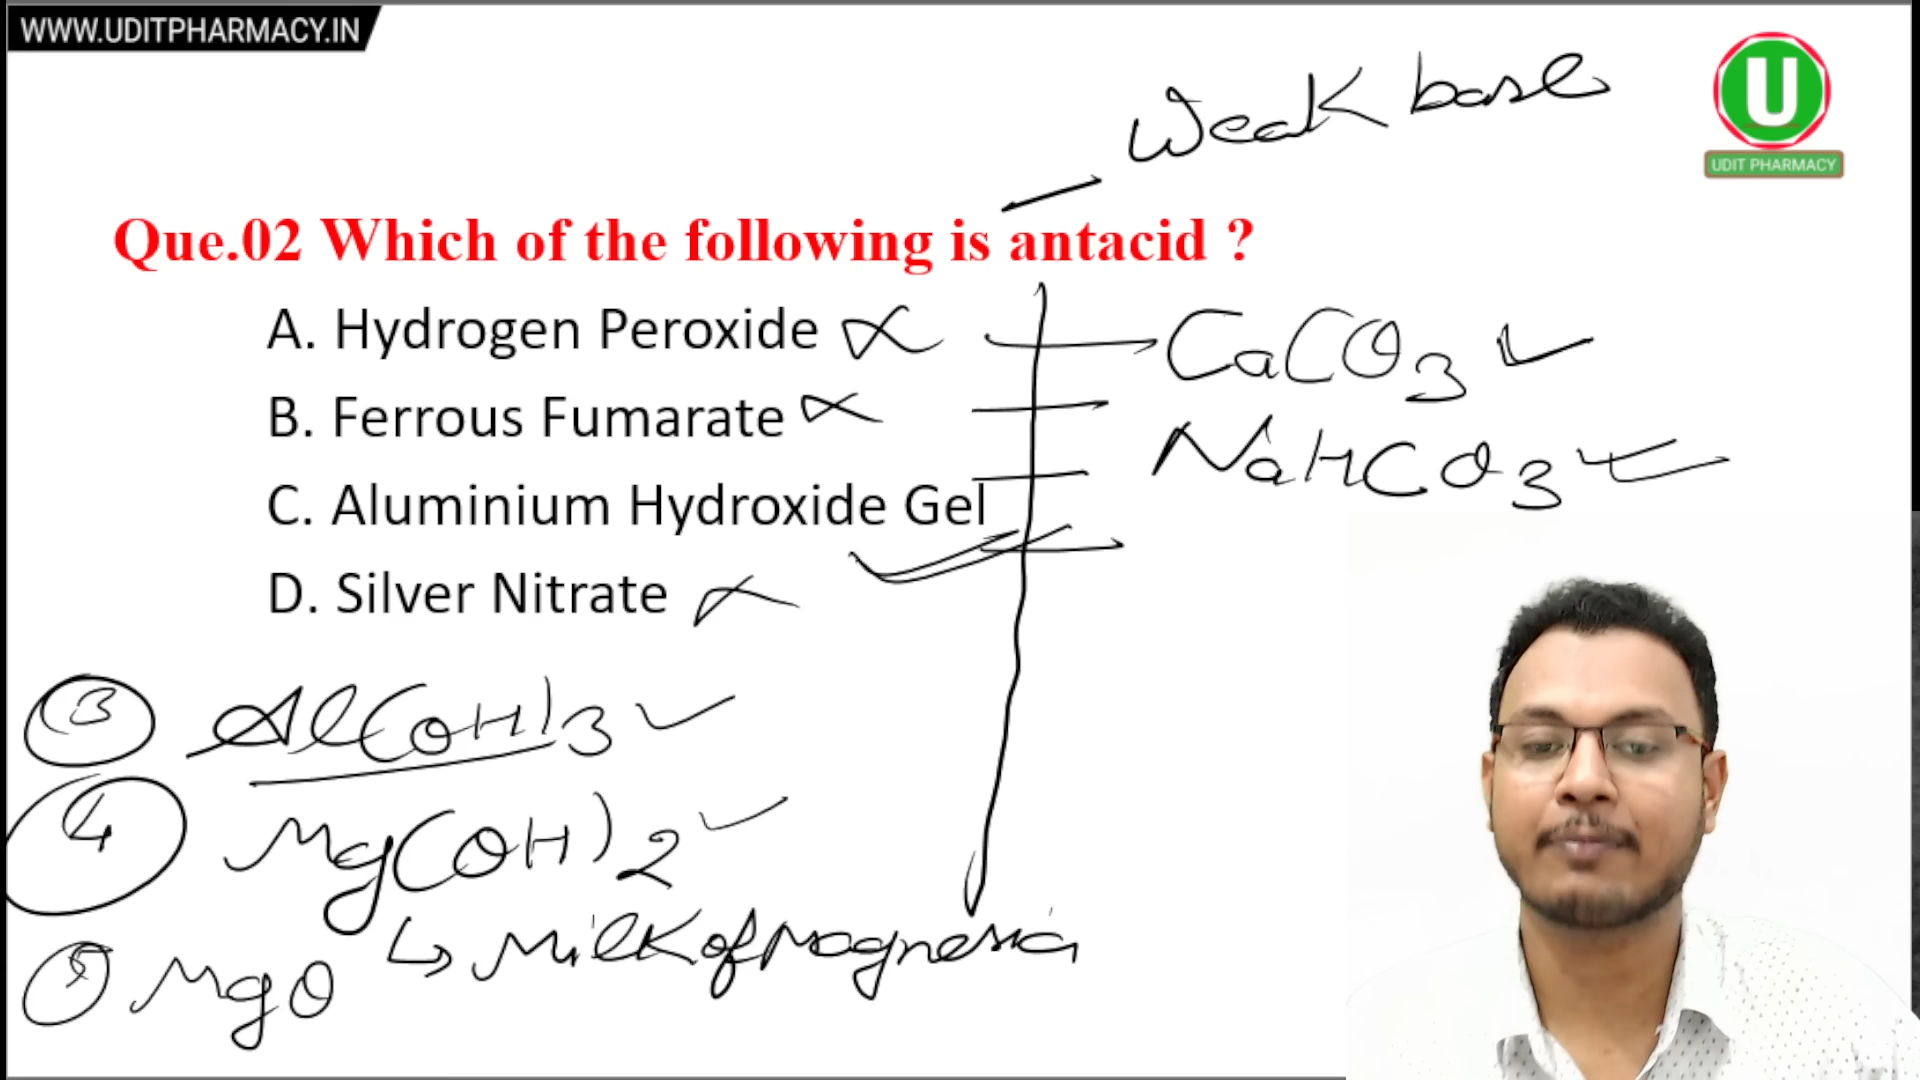 WWW.UDITPHARMACY.IN
Weak base
U
UDIT PHARMACY
Que.02 Which of the following is antacid ?
A. Hydrogen Peroxide
B. Ferrous Fumarate
C. Aluminium Hydroxide Gel
D. Silver Nitrate
CaCO3
NaHCO3
3 Al(OH)3
4 Mg(OH)2
Milk of Magnesia
5 MgO